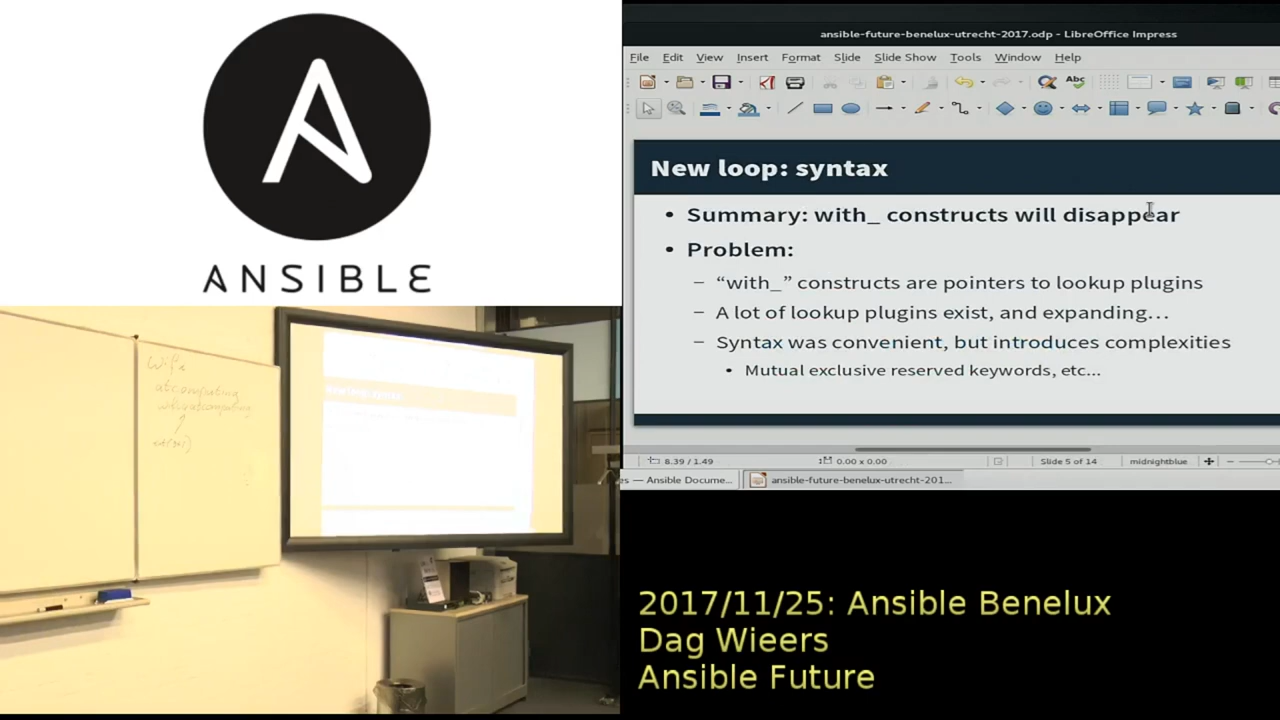 ANSIBLE
ansible-future-benelux-utrecht-2017.odp - LibreOffice Impress
File Edit View Insert Format Slide Slide Show Tools Window Help
Abc
New loop: syntax
• Summary: with_ constructs will disappear
• Problem:
– “with_” constructs are pointers to lookup plugins
– A lot of lookup plugins exist, and expanding…
– Syntax was convenient, but introduces complexities
• Mutual exclusive reserved keywords, etc...
8.39 / 1.49 0.00 x 0.00 Slide 5 of 14 midnightblue
es — Ansible Docume... ansible-future-benelux-utrecht-201...
Wifi
2017/11/25: Ansible Benelux
Dag Wieers
Ansible Future